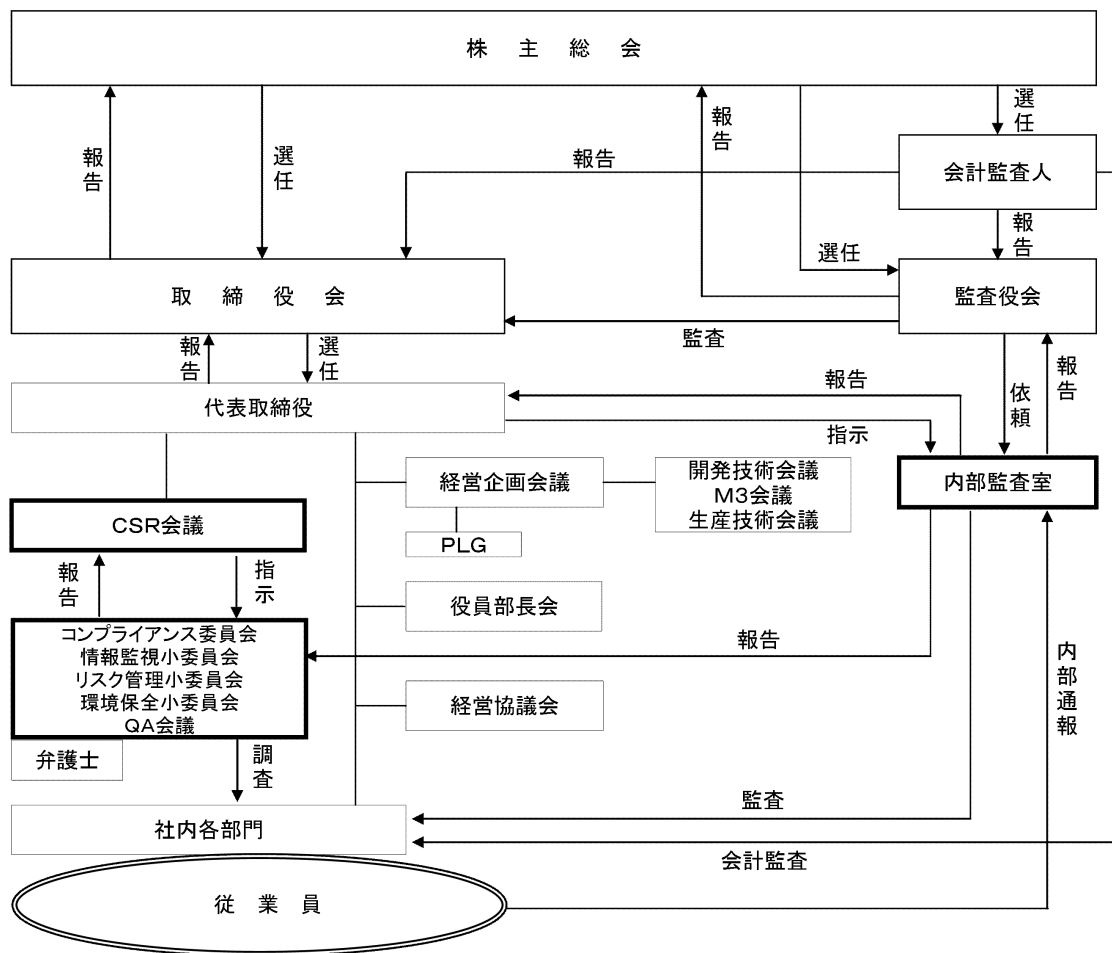 株主総会
報告
選任
報告
報告
選任
選任
会計監査人
報告
選任
取締役会
監査役会
監査
報告
選任
代表取締役
報告
指示
依頼
報告
経営企画会議
開発技術会議
M3会議
生産技術会議
内部監査室
CSR会議
PLG
報告
指示
役員部長会
コンプライアンス委員会
情報監視小委員会
リスク管理小委員会
環境保全小委員会
QA会議
報告
内部通報
経営協議会
弁護士
調査
監査
社内各部門
会計監査
従業員